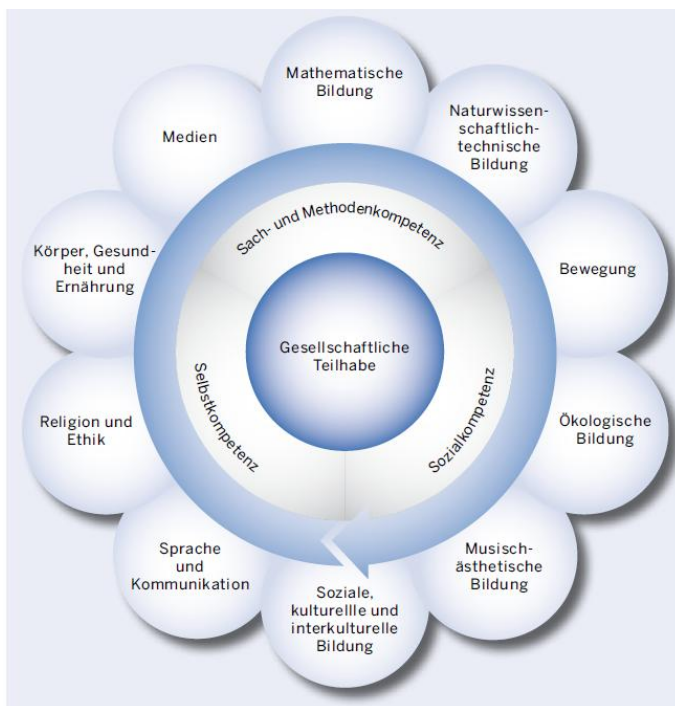 Mathematische
Bildung
Naturwissen-
schaftlich-
technische
Bildung
Bewegung
Ökologische
Bildung
Musisch-
ästhetische
Bildung
Soziale,
kulturellle und
interkulturelle
Bildung
Sprache
und
Kommunikation
Religion und
Ethik
Körper, Gesund-
heit und
Ernährung
Medien
Sach- und Methodenkompetenz
Sozialkompetenz
Selbstkompetenz
Gesellschaftliche
Teilhabe